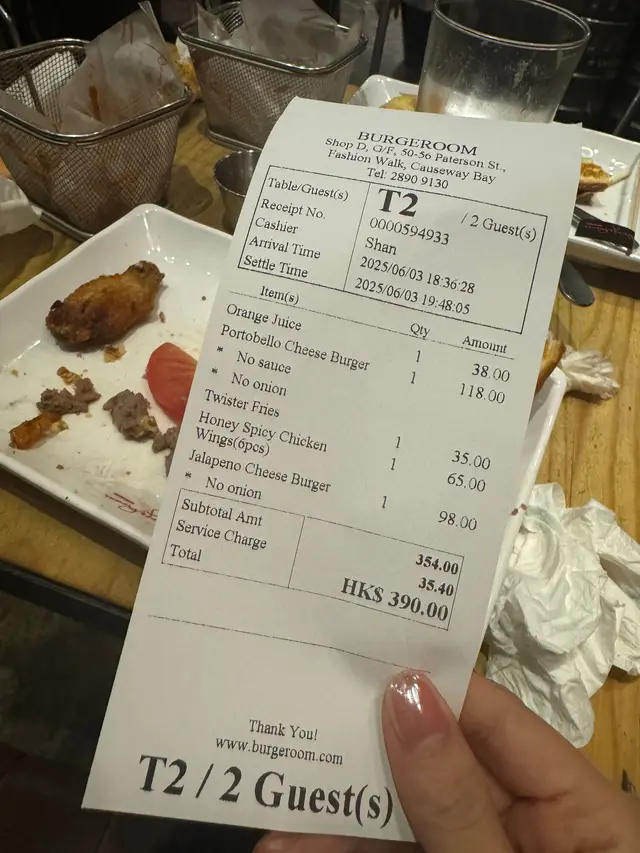 BURGEROOM
Shop D, G/F, 50-56 Paterson St.,
Fashion Walk, Causeway Bay
Tel: 2890 9130
Table/Guest(s) T2 / 2 Guest(s)
Receipt No. 0000594933
Cashier Shan
Arrival Time 2025/06/03 18:36:28
Settle Time 2025/06/03 19:48:05
Item(s) Qty Amount
Orange Juice 1 38.00
Portobello Cheese Burger 1 118.00
* No sauce
* No onion
Twister Fries 1 35.00
Honey Spicy Chicken 1 65.00
Wings(6pcs)
Jalapeno Cheese Burger 1 98.00
* No onion
Subtotal Amt 354.00
Service Charge 35.40
Total HK$ 390.00
Thank You!
www.burgeroom.com
T2 / 2 Guest(s)